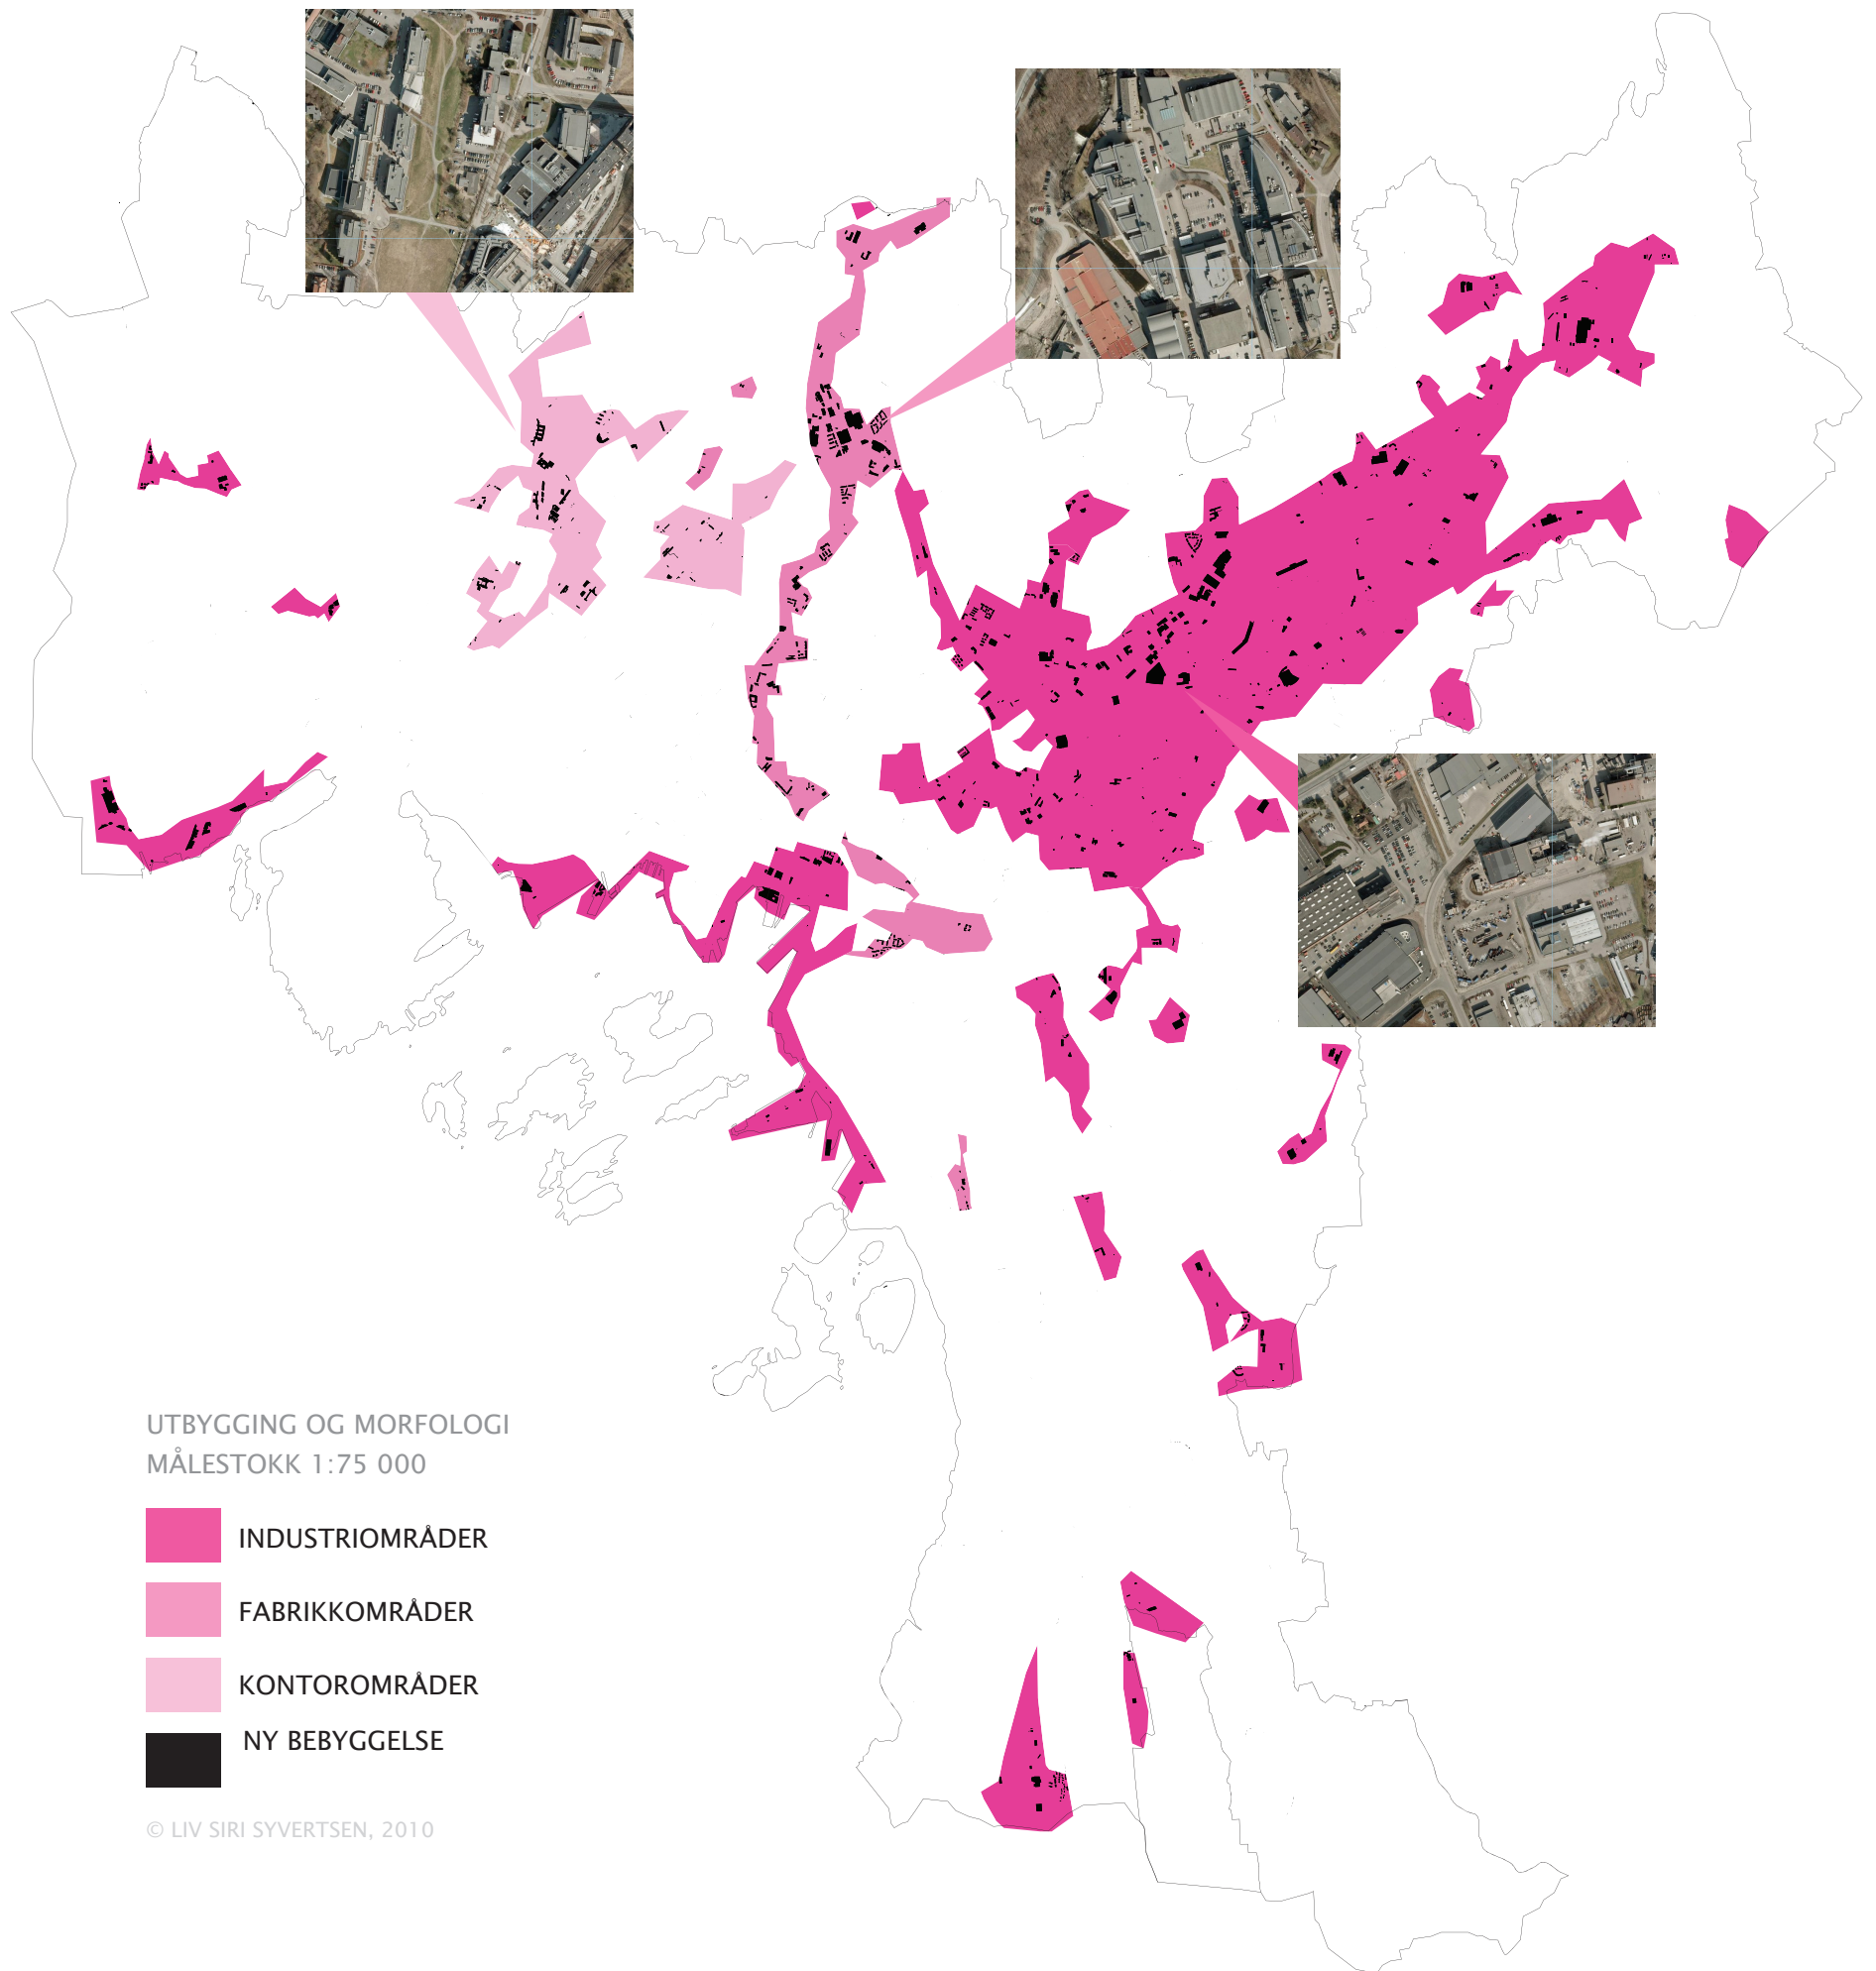 UTBYGGING OG MORFOLOGI
MÅLESTOKK 1:75 000
INDUSTRIOMRÅDER
FABRIKKOMRÅDER
KONTOROMRÅDER
NY BEBYGGELSE
© LIV SIRI SYVERTSEN, 2010